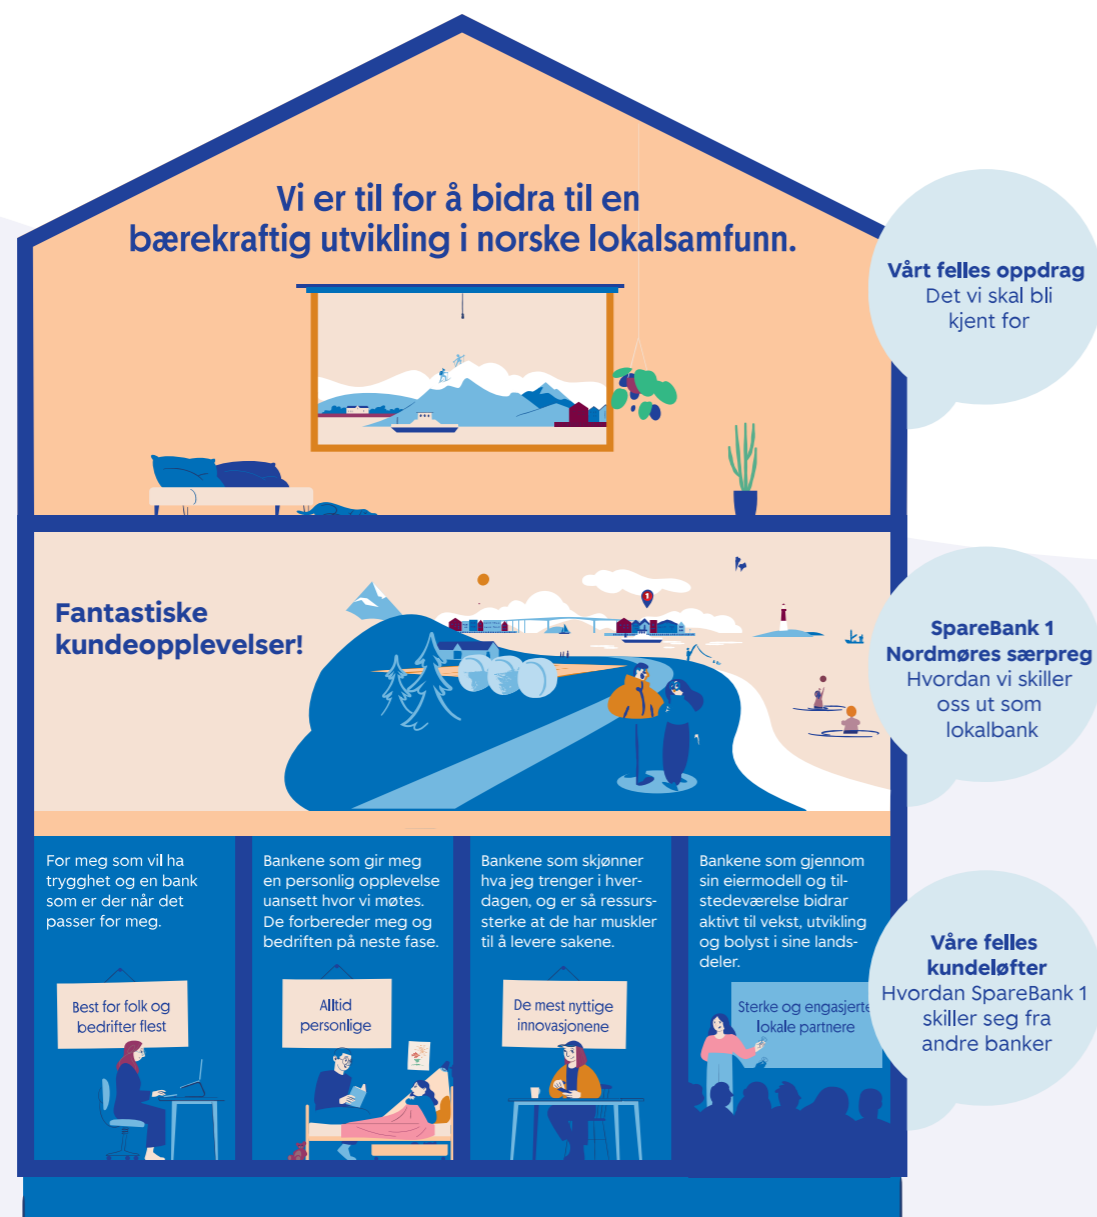 Vi er til for å bidra til en
bærekraftig utvikling i norske lokalsamfunn.
Vårt felles oppdrag
Det vi skal bli
kjent for
Fantastiske
kundeopplevelser!
1
SpareBank 1
Nordmøres særpreg
Hvordan vi skiller
oss ut som
lokalbank
For meg som vil ha
trygghet og en bank
som er der når det
passer for meg.
Best for folk og
bedrifter flest
Bankene som gir meg
en personlig opplevelse
uansett hvor vi møtes.
De forbereder meg og
bedriften på neste fase.
Alltid
personlige
Bankene som skjønner
hva jeg trenger i hver-
dagen, og er så ressurs-
sterke at de har muskler
til å levere sakene.
De mest nyttige
innovasjonene
Bankene som gjennom
sin eiermodell og til-
stedeværelse bidrar
aktivt til vekst, utvikling
og bolyst i sine lands-
deler.
Sterke og engasjerte
lokale partnere
Våre felles
kundeløfter
Hvordan SpareBank 1
skiller seg fra
andre banker